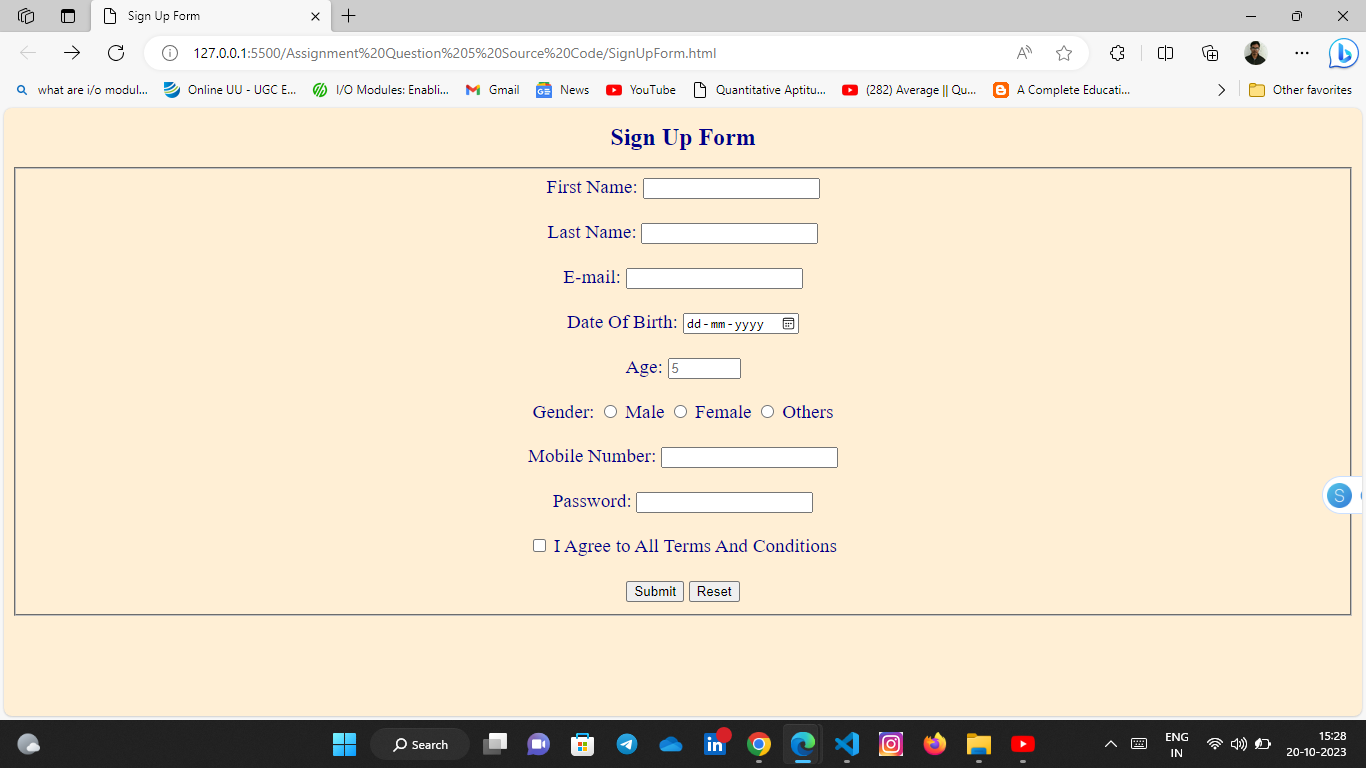 Sign Up Form
127.0.0.1:5500/Assignment%20Question%205%20Source%20Code/SignUpForm.html
what are i/o modul... Online UU - UGC E... I/O Modules: Enabli... Gmail News YouTube Quantitative Aptitu... (282) Average || Qu... A Complete Educati... Other favorites
Sign Up Form
First Name:
Last Name:
E-mail:
Date Of Birth: dd-mm-yyyy
Age: 5
Gender: Male Female Others
Mobile Number:
Password:
S
I Agree to All Terms And Conditions
Submit Reset
Search
ENG
IN
15:28
20-10-2023